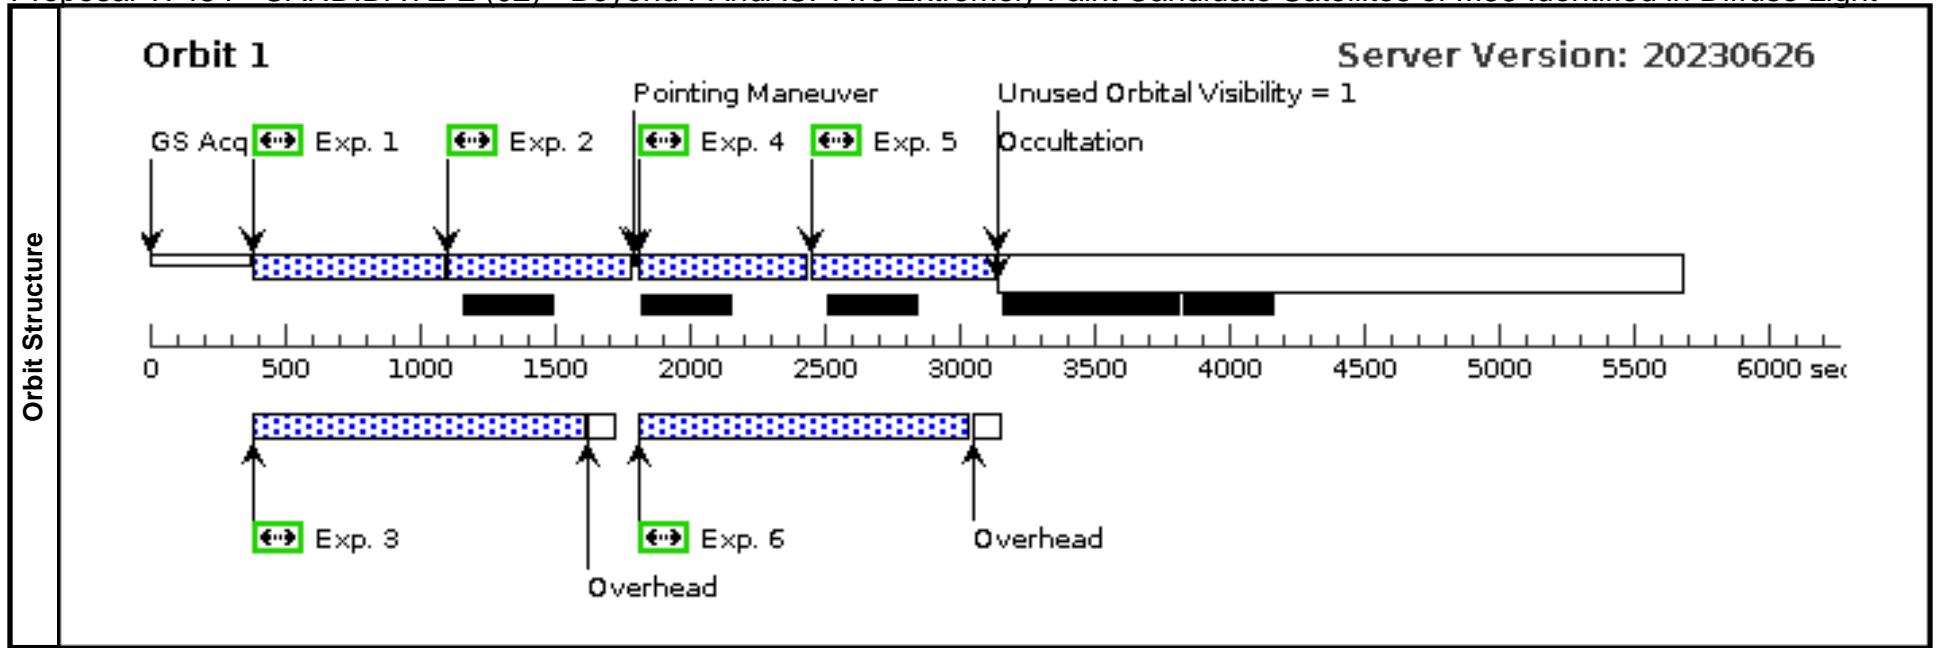 Orbit 1
Server Version: 20230626
Pointing Maneuver
Unused Orbital Visibility = 1
GS Acq
Exp. 1
Exp. 2
Exp. 4
Exp. 5
Occultation
Orbit Structure
0 500 1000 1500 2000 2500 3000 3500 4000 4500 5000 5500 6000
Exp. 3
Exp. 6
Overhead
Overhead